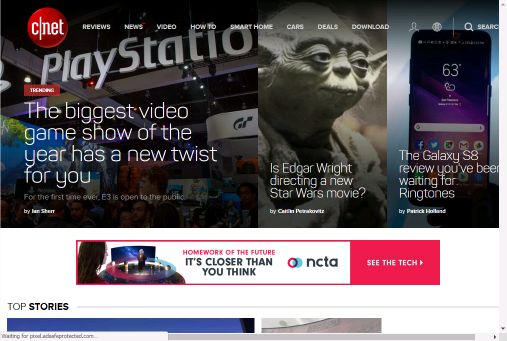 c|net
REVIEWS NEWS VIDEO HOW TO SMART HOME CARS DEALS DOWNLOAD SEARC
PlayStation
TRENDING
The biggest video
game show of the
year has a new twist
for you
For the first time ever, E3 is open to the public.
by Ian Sherr
Is Edgar Wright
directing a new
Star Wars movie?
by Caitlin Petrakovitz
63°
The Galaxy S8
review you've been
waiting for:
Ringtones
by Patrick Holland
GT
HOMEWORK OF THE FUTURE
IT'S CLOSER THAN
YOU THINK
ncta
SEE THE TECH
TOP STORIES
Waiting for pixel.adsafeprotected.com...